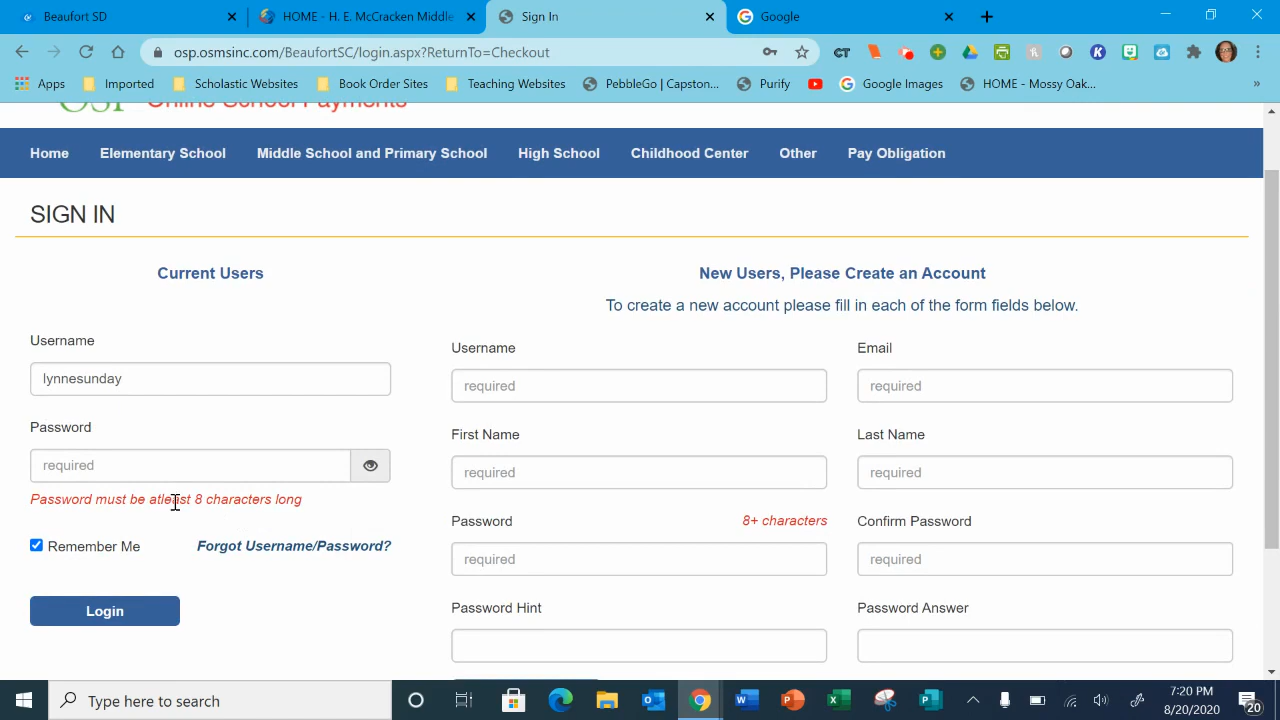 Beaufort SD
HOME - H. E. McCracken Middle
Sign In
Google
osp.osmsinc.com/BeaufortSC/login.aspx?ReturnTo=Checkout
Apps
Imported
Scholastic Websites
Book Order Sites
Teaching Websites
PebbleGo / Capston...
Purify
Google Images
HOME - Mossy Oak...
»
OSP Online School Payments
Home
Elementary School
Middle School and Primary School
High School
Childhood Center
Other
Pay Obligation
SIGN IN
Current Users
New Users, Please Create an Account
To create a new account please fill in each of the form fields below.
Username
lynnesunday
Password
required
Password must be atleast 8 characters long
Remember Me
Forgot Username/Password?
Login
Username
Email
required
required
First Name
Last Name
required
required
Password
8+ characters
Confirm Password
required
required
Password Hint
Password Answer
Type here to search
7:20 PM
8/20/2020
20